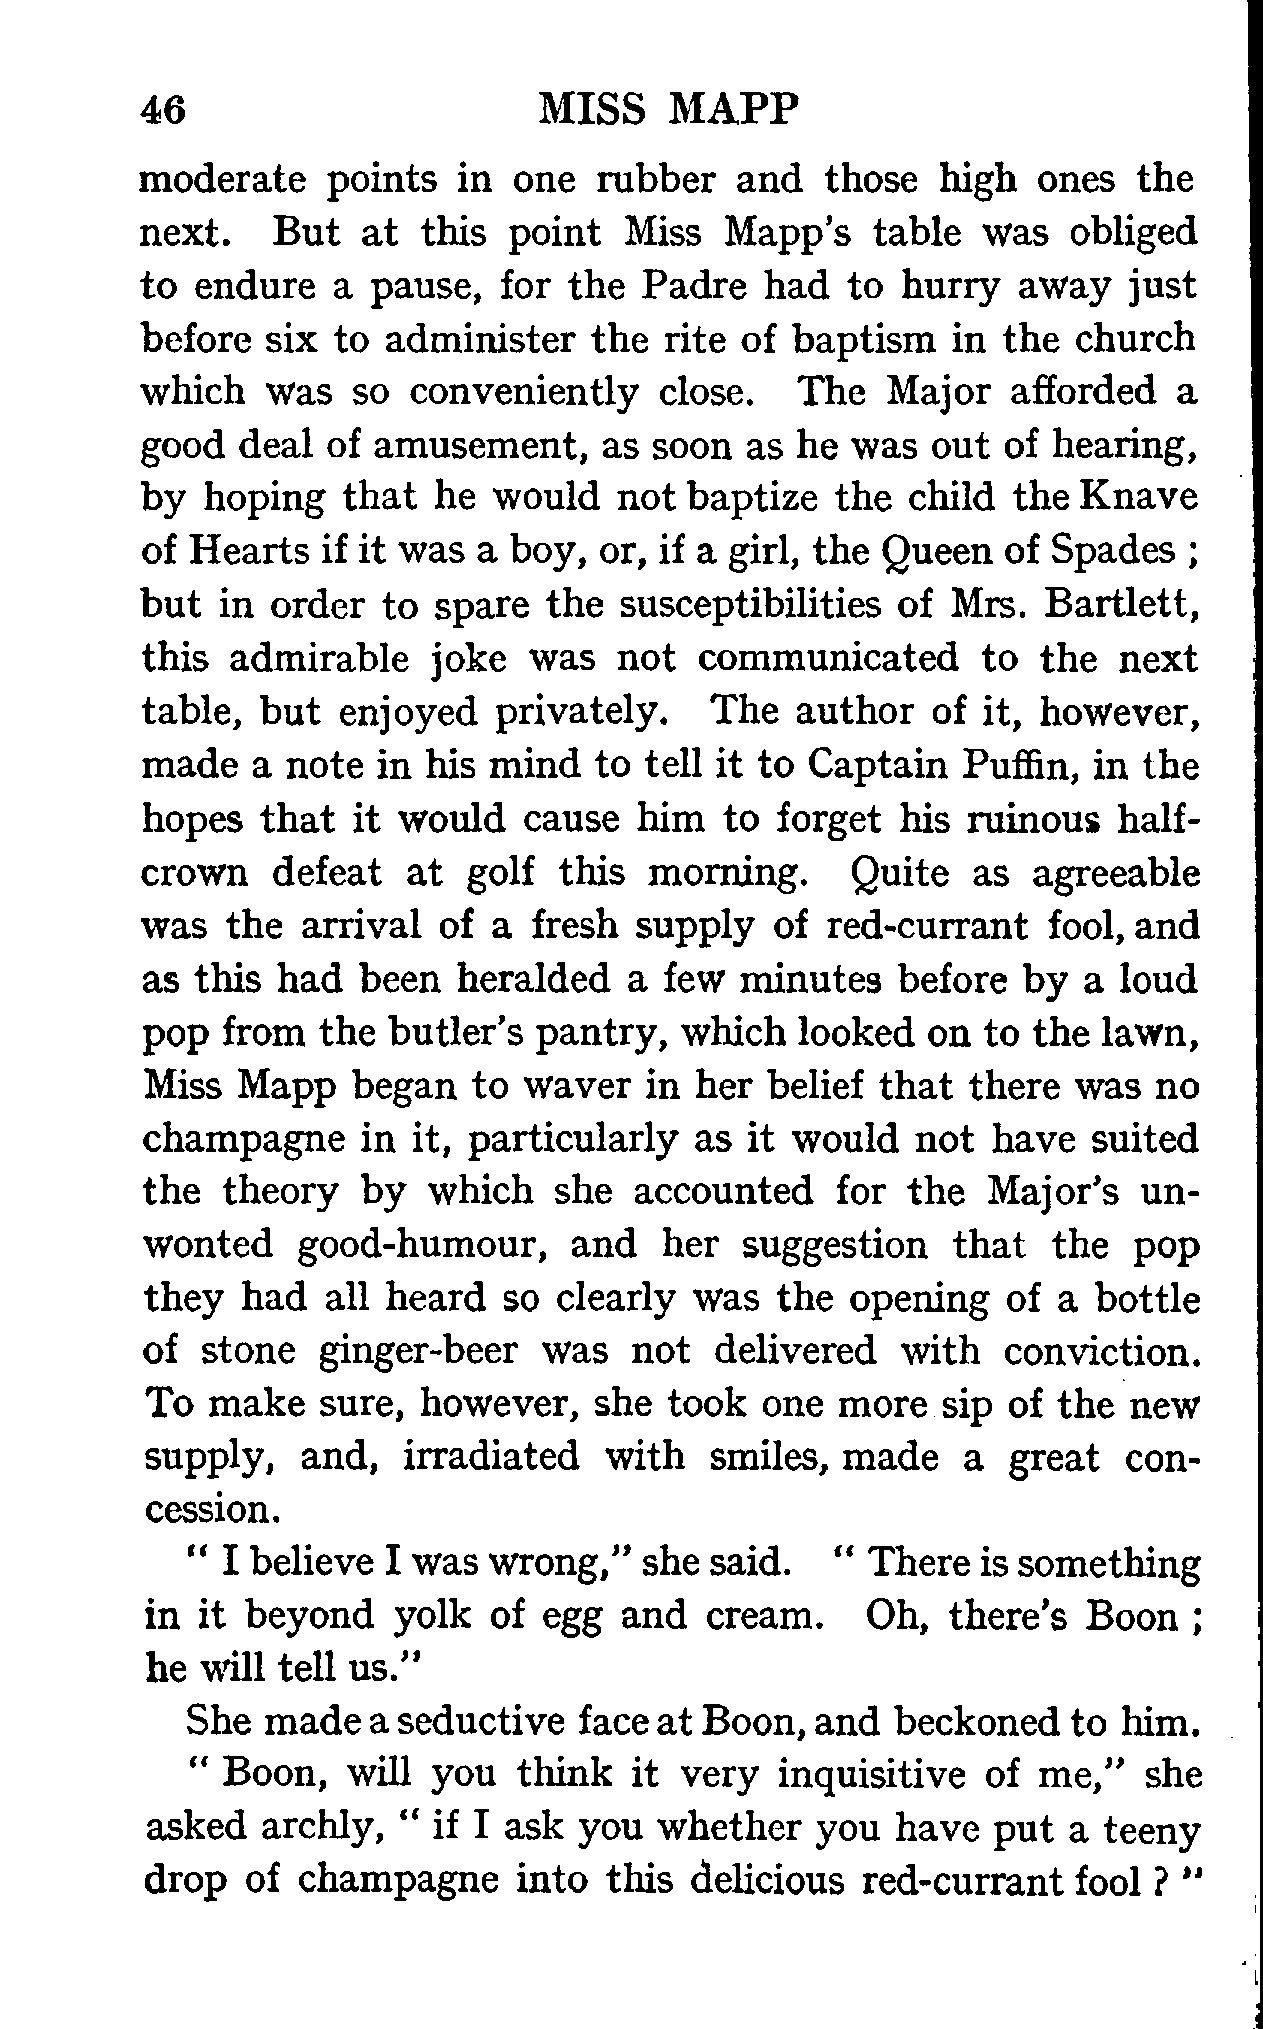 46 MISS MAPP
moderate points in one rubber and those high ones the
next. But at this point Miss Mapp's table was obliged
to endure a pause, for the Padre had to hurry away just
before six to administer the rite of baptism in the church
which was so conveniently close. The Major afforded a
good deal of amusement, as soon as he was out of hearing,
by hoping that he would not baptize the child the Knave
of Hearts if it was a boy, or, if a girl, the Queen of Spades ;
but in order to spare the susceptibilities of Mrs. Bartlett,
this admirable joke was not communicated to the next
table, but enjoyed privately. The author of it, however,
made a note in his mind to tell it to Captain Puffin, in the
hopes that it would cause him to forget his ruinous half-
crown defeat at golf this morning. Quite as agreeable
was the arrival of a fresh supply of red-currant fool, and
as this had been heralded a few minutes before by a loud
pop from the butler's pantry, which looked on to the lawn,
Miss Mapp began to waver in her belief that there was no
champagne in it, particularly as it would not have suited
the theory by which she accounted for the Major's un-
wonted good-humour, and her suggestion that the pop
they had all heard so clearly was the opening of a bottle
of stone ginger-beer was not delivered with conviction.
To make sure, however, she took one more sip of the new
supply, and, irradiated with smiles, made a great con-
cession.
" I believe I was wrong," she said. " There is something
in it beyond yolk of egg and cream. Oh, there's Boon ;
he will tell us."
She made a seductive face at Boon, and beckoned to him.
" Boon, will you think it very inquisitive of me," she
asked archly, " if I ask you whether you have put a teeny
drop of champagne into this delicious red-currant fool ? "